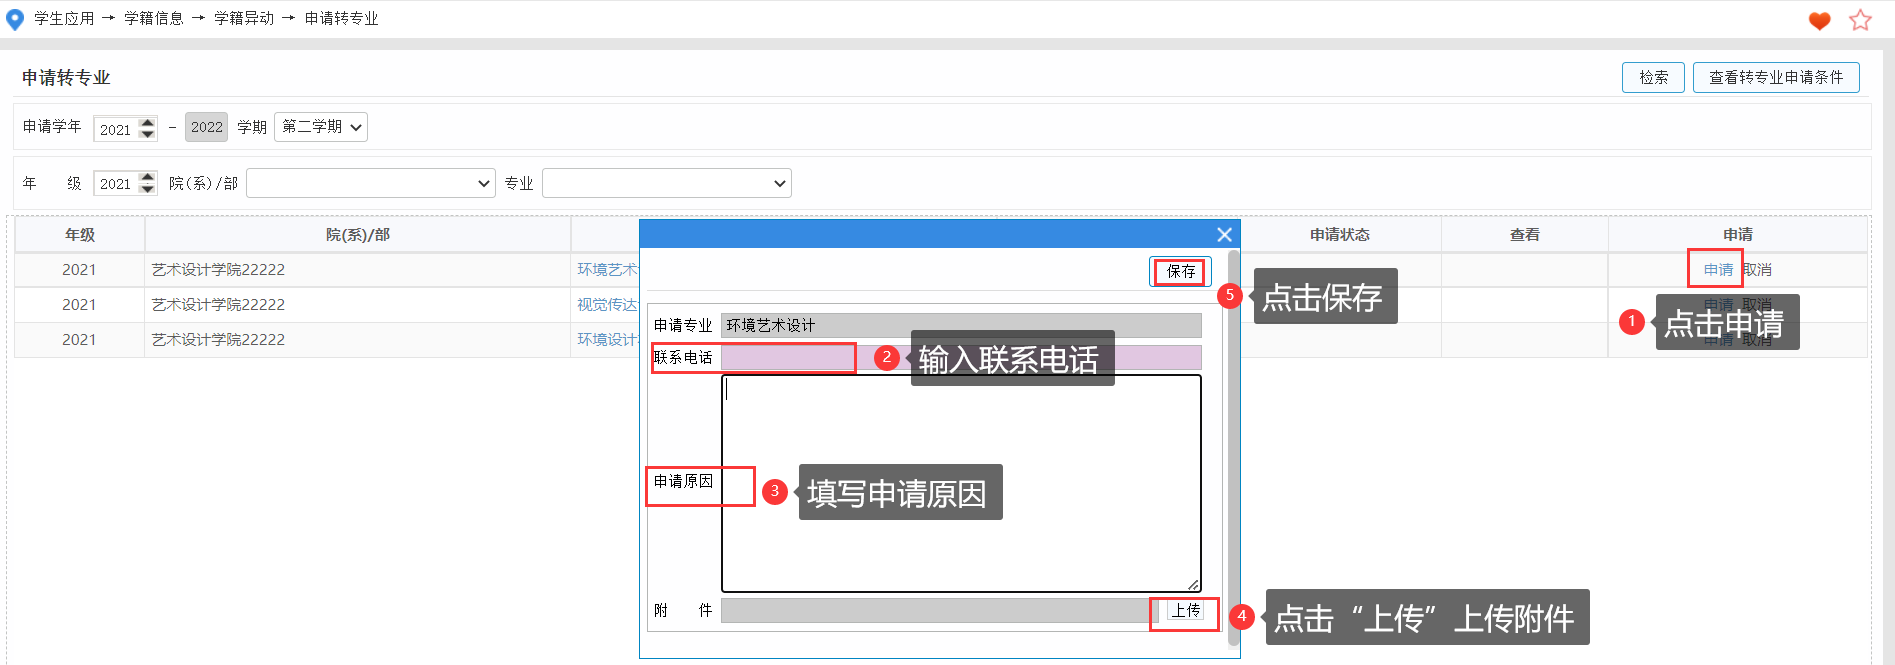 学生应用 → 学籍信息 → 学籍异动 → 申请转专业
申请转专业
检索 查看转专业申请条件
申请学年 2021 - 2022 学期 第二学期
年 级 2021 院(系)/部 专业
年级 院(系)/部 申请状态 查看 申请
2021 艺术设计学院22222 环境艺术 申请 取消
2021 艺术设计学院22222 视觉传达 申请 取消
2021 艺术设计学院22222 环境设计 申请 取消
保存
5 点击保存
1 点击申请
申请专业 环境艺术设计
联系电话
2 输入联系电话
申请原因
3 填写申请原因
附 件 上传
4 点击“上传”上传附件